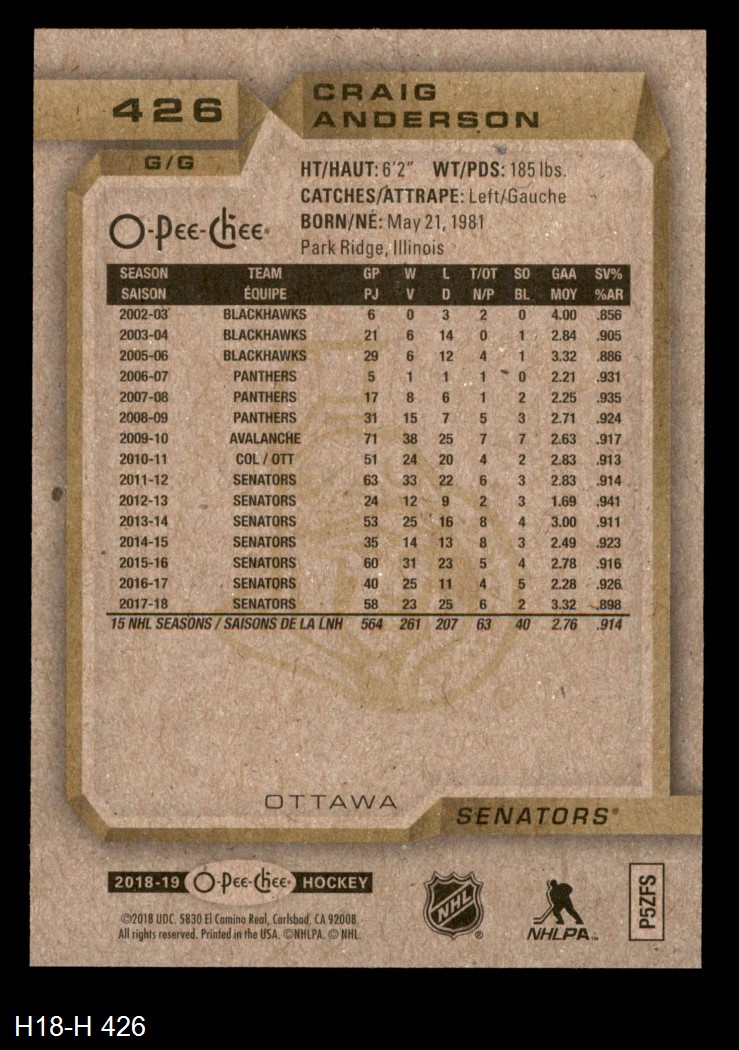 426
CRAIG
ANDERSON
G/G
HT/HAUT: 6'2" WT/PDS: 185 lbs.
CATCHES/ATTRAPE: Left/Gauche
BORN/NÉ: May 21, 1981
Park Ridge, Illinois
O-Pee-Chee®
SEASON TEAM GP W L T/OT SO GAA SV%
SAISON ÉQUIPE PJ V D N/P BL MOY %AR
2002-03 BLACKHAWKS 6 0 3 2 0 4.00 .856
2003-04 BLACKHAWKS 21 6 14 0 1 2.84 .905
2005-06 BLACKHAWKS 29 6 12 4 1 3.32 .886
2006-07 PANTHERS 5 1 1 1 0 2.21 .931
2007-08 PANTHERS 17 8 6 1 2 2.25 .935
2008-09 PANTHERS 31 15 7 5 3 2.71 .924
2009-10 AVALANCHE 71 38 25 7 7 2.63 .917
2010-11 COL / OTT 51 24 20 4 2 2.83 .913
2011-12 SENATORS 63 33 22 6 3 2.83 .914
2012-13 SENATORS 24 12 9 2 3 1.69 .941
2013-14 SENATORS 53 25 16 8 4 3.00 .911
2014-15 SENATORS 35 14 13 8 3 2.49 .923
2015-16 SENATORS 60 31 23 5 4 2.78 .916
2016-17 SENATORS 40 25 11 4 5 2.28 .926
2017-18 SENATORS 58 23 25 6 2 3.32 .898
15 NHL SEASONS / SAISONS DE LA LNH 564 261 207 63 40 2.76 .914
OTTAWA
SENATORS®
2018-19 O-Pee-Chee® HOCKEY
©2018 UDC. 5830 El Camino Real, Carlsbad, CA 92008.
All rights reserved. Printed in the USA. ©NHLPA. © NHL.
NHL ®
NHLPA™
P5ZFS
H18-H 426